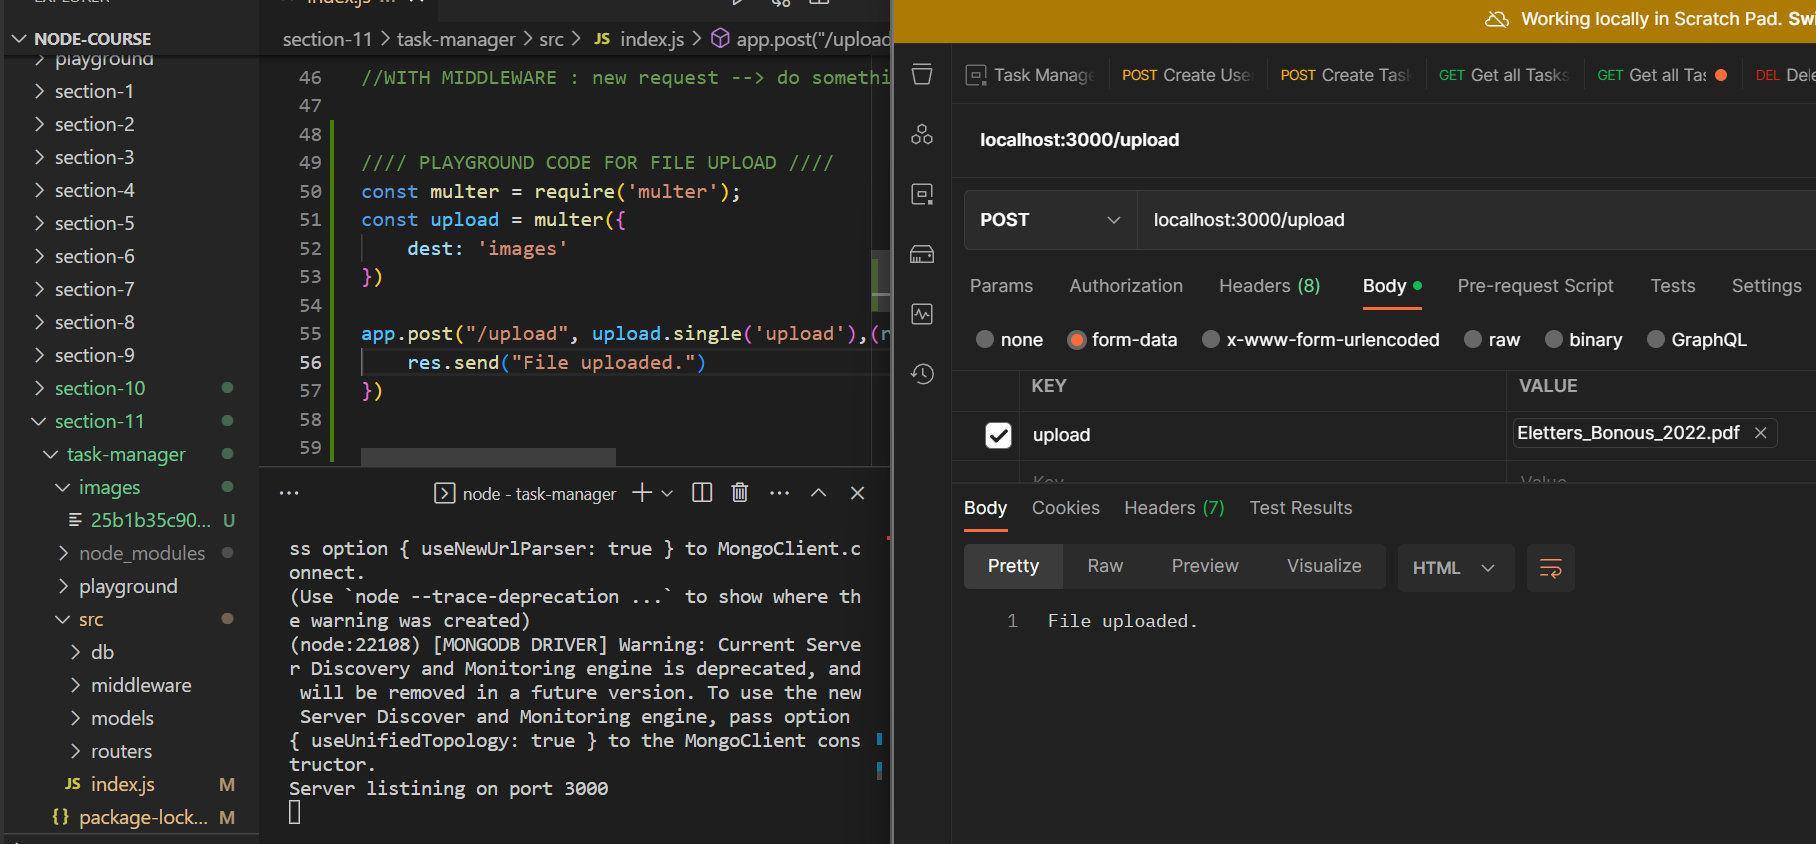 NODE-COURSE
playground
section-1
section-2
section-3
section-4
section-5
section-6
section-7
section-8
section-9
section-10
section-11
task-manager
images
25b1b35c90... U
node_modules
playground
src
db
middleware
models
routers
JS index.js M
{} package-lock... M
index.js
section-11 > task-manager > src > JS index.js > app.post("/upload
46 //WITH MIDDLEWARE : new request --> do somethi
47
48
49 //// PLAYGROUND CODE FOR FILE UPLOAD ////
50 const multer = require('multer');
51 const upload = multer({
52 dest: 'images'
53 })
54
55 app.post("/upload", upload.single('upload'),(r
56 res.send("File uploaded.")
57 })
58
59
... node - task-manager ...
ss option { useNewUrlParser: true } to MongoClient.c
onnect.
(Use `node --trace-deprecation ...` to show where th
e warning was created)
(node:22108) [MONGODB DRIVER] Warning: Current Serve
r Discovery and Monitoring engine is deprecated, and
will be removed in a future version. To use the new
Server Discover and Monitoring engine, pass option
{ useUnifiedTopology: true } to the MongoClient cons
tructor.
Server listining on port 3000
Working locally in Scratch Pad. Swi
Task Manage POST Create Use POST Create Tas GET Get all Tasks GET Get all Tas DEL Dele
localhost:3000/upload
POST localhost:3000/upload
Params Authorization Headers (8) Body Pre-request Script Tests Settings
none form-data x-www-form-urlencoded raw binary GraphQL
KEY VALUE
upload Eletters_Bonous_2022.pdf
Key Value
Body Cookies Headers (7) Test Results
Pretty Raw Preview Visualize HTML
1 File uploaded.